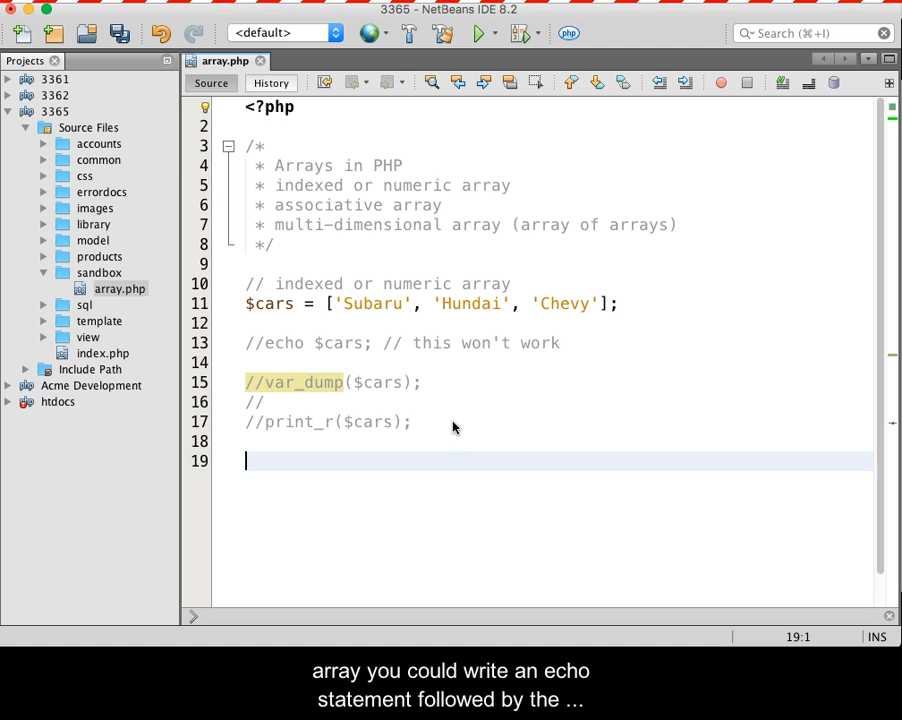 3365 - NetBeans IDE 8.2
<default>
php
Search (⌘+I)
Projects
array.php
Source
History
3361
3362
3365
Source Files
accounts
common
css
errordocs
images
library
model
products
sandbox
array.php
sql
template
view
index.php
Include Path
Acme Development
htdocs
<?php
2
3 /*
4 * Arrays in PHP
5 * indexed or numeric array
6 * associative array
7 * multi-dimensional array (array of arrays)
8 */
9
10 // indexed or numeric array
11 $cars = ['Subaru', 'Hundai', 'Chevy'];
12
13 //echo $cars; // this won't work
14
15 //var_dump($cars);
16 //
17 //print_r($cars);
18
19
19:1 INS
array you could write an echo
statement followed by the ...